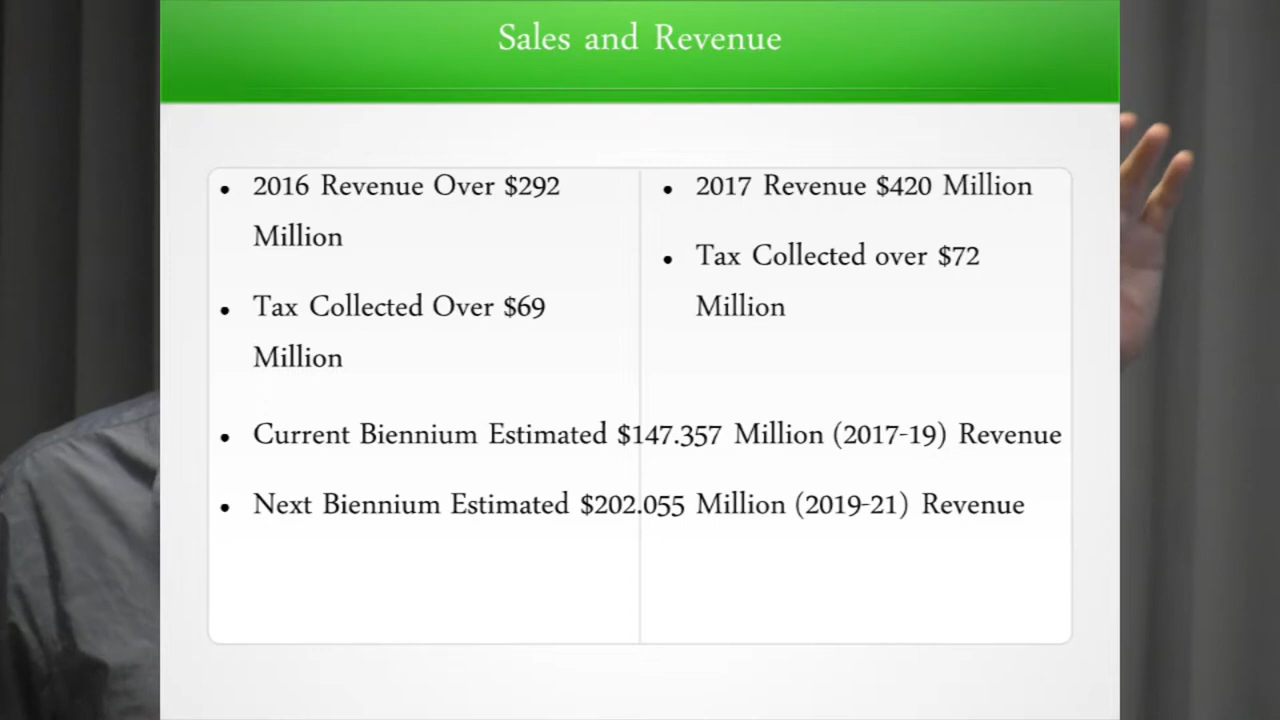 Sales and Revenue
• 2016 Revenue Over $292
Million
• Tax Collected Over $69
Million
• 2017 Revenue $420 Million
• Tax Collected over $72
Million
• Current Biennium Estimated $147.357 Million (2017-19) Revenue
• Next Biennium Estimated $202.055 Million (2019-21) Revenue